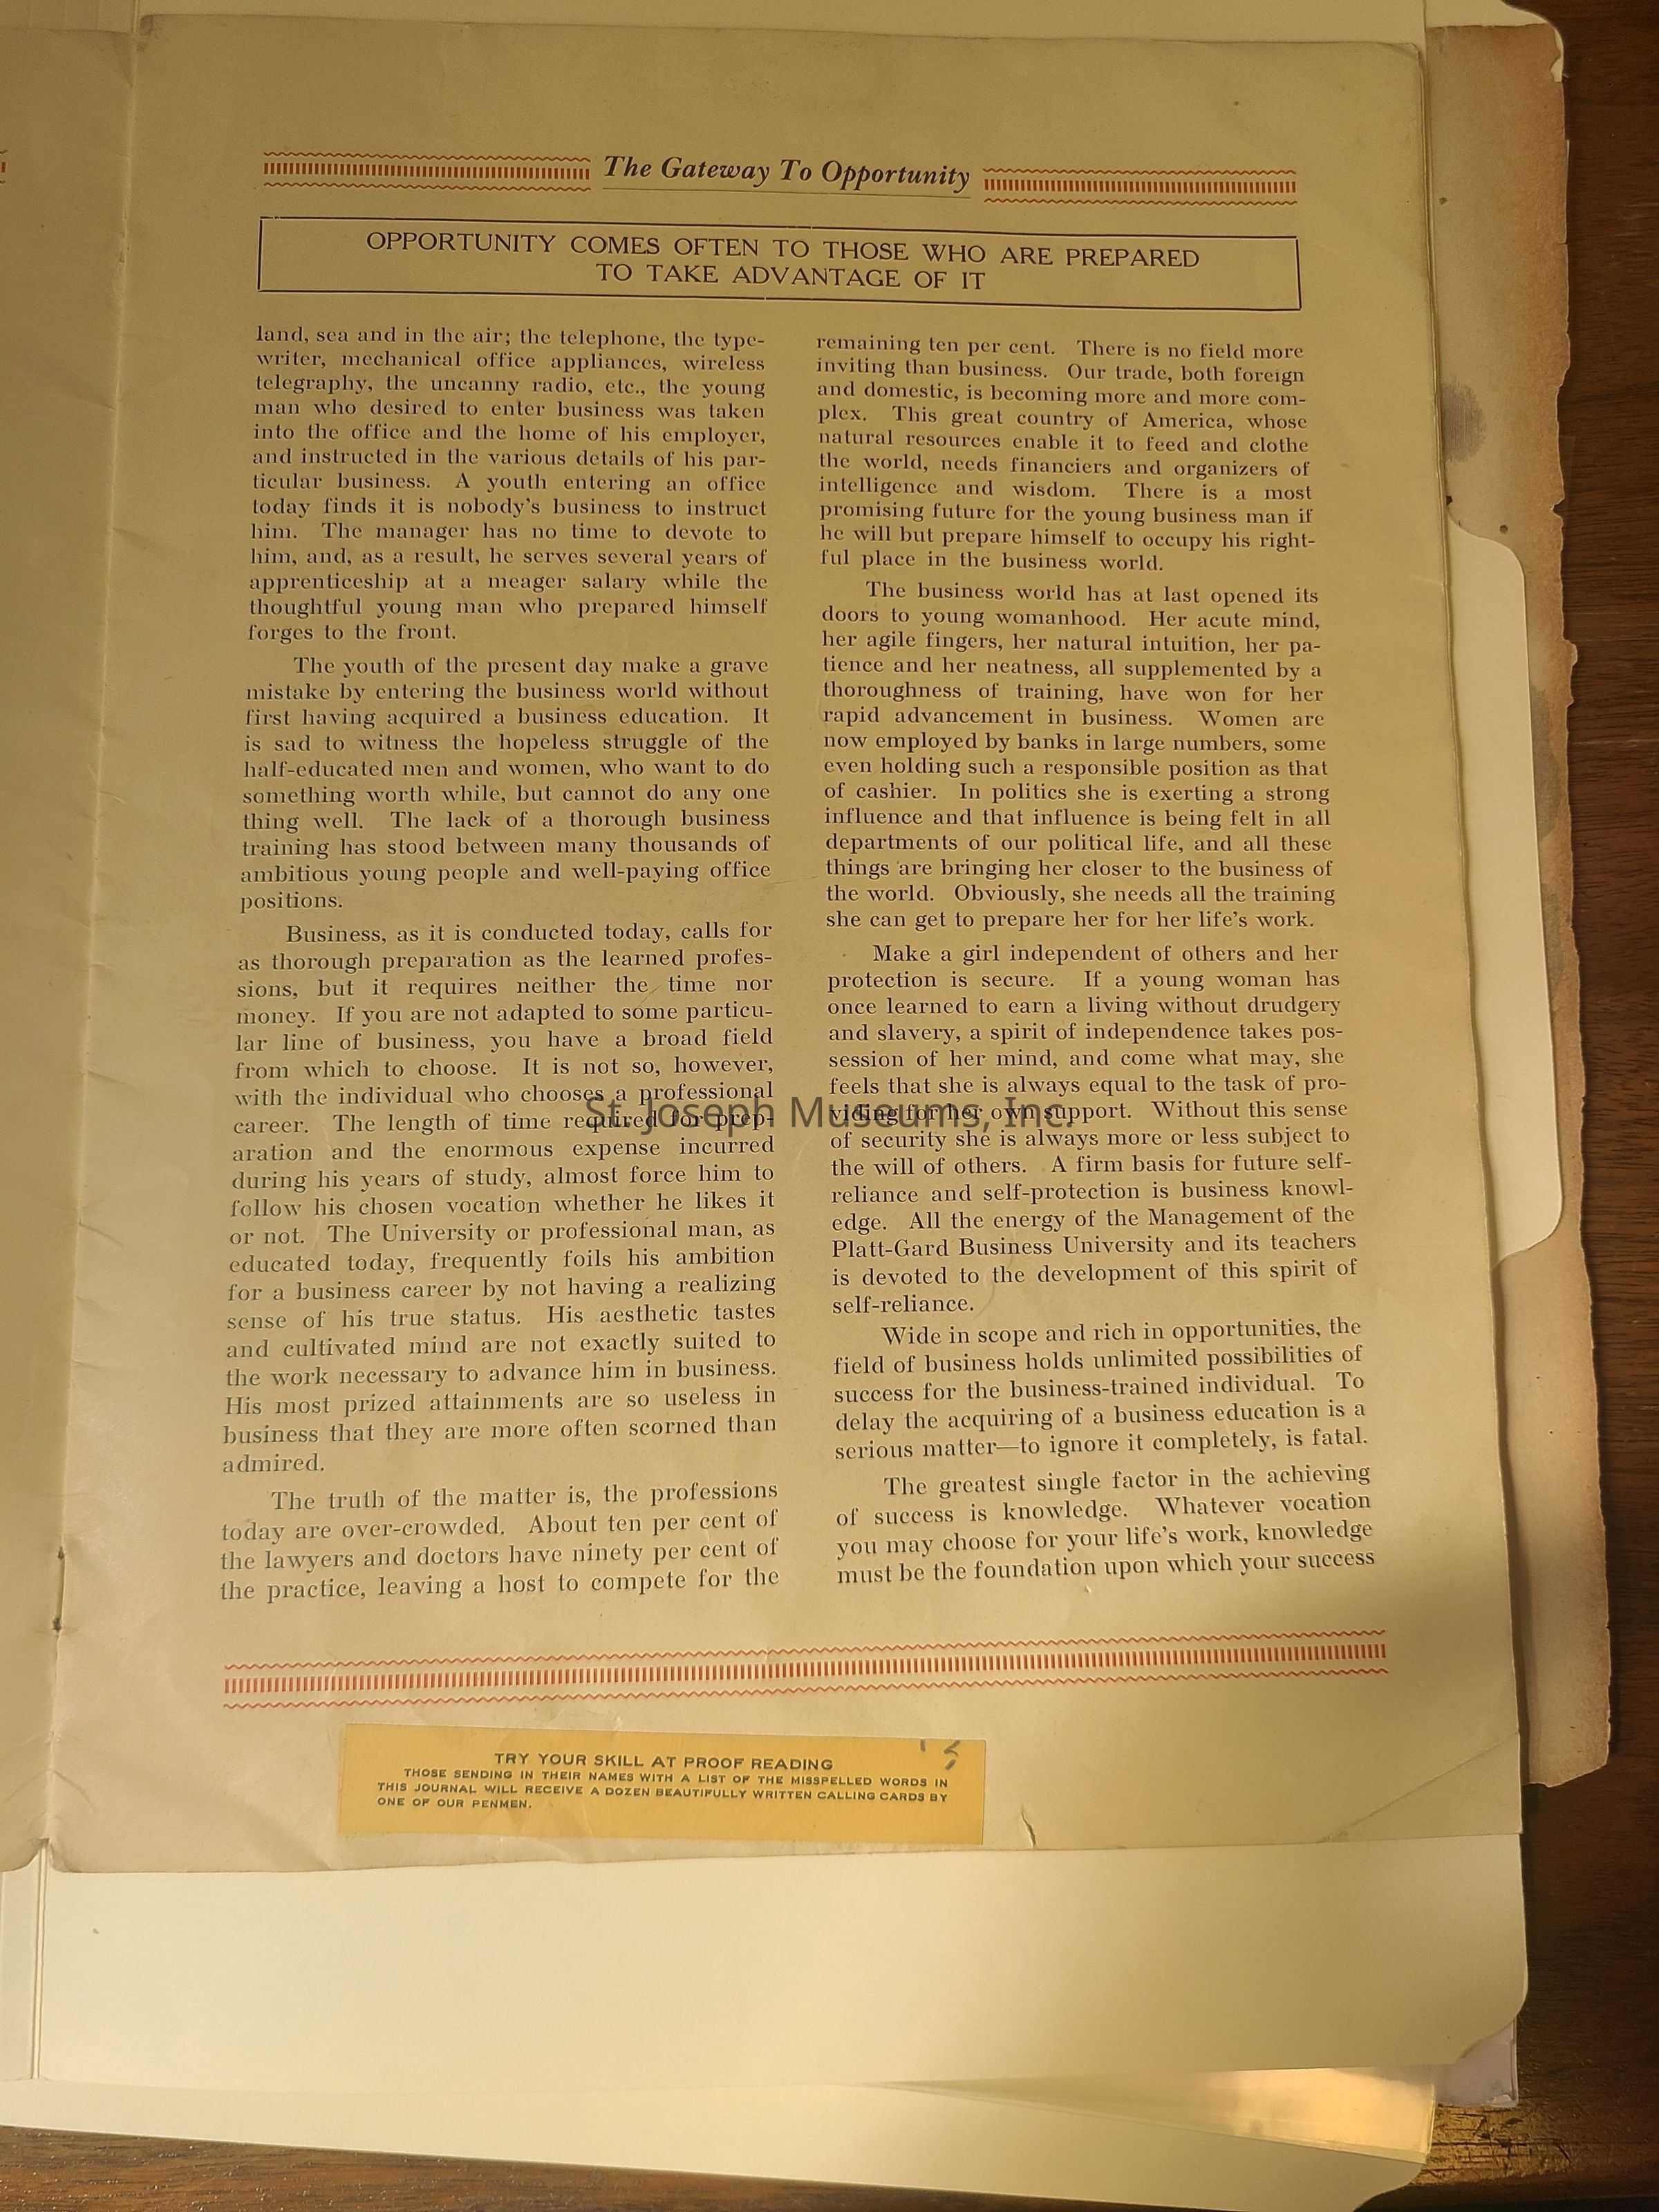 The Gateway To Opportunity
OPPORTUNITY COMES OFTEN TO THOSE WHO ARE PREPARED
TO TAKE ADVANTAGE OF IT
land, sea and in the air; the telephone, the type-
writer, mechanical office appliances, wireless
telegraphy, the uncanny radio, etc., the young
man who desired to enter business was taken
into the office and the home of his employer,
and instructed in the various details of his par-
ticular business. A youth entering an office
today finds it is nobody's business to instruct
him. The manager has no time to devote to
him, and, as a result, he serves several years of
apprenticeship at a meager salary while the
thoughtful young man who prepared himself
forges to the front.
The youth of the present day make a grave
mistake by entering the business world without
first having acquired a business education. It
is sad to witness the hopeless struggle of the
half-educated men and women, who want to do
something worth while, but cannot do any one
thing well. The lack of a thorough business
training has stood between many thousands of
ambitious young people and well-paying office
positions.
Business, as it is conducted today, calls for
as thorough preparation as the learned profes-
sions, but it requires neither the time nor
money. If you are not adapted to some particu-
lar line of business, you have a broad field
from which to choose. It is not so, however,
with the individual who chooses a professional
career. The length of time required for prep-
aration and the enormous expense incurred
during his years of study, almost force him to
follow his chosen vocation whether he likes it
or not. The University or professional man, as
educated today, frequently foils his ambition
for a business career by not having a realizing
sense of his true status. His aesthetic tastes
and cultivated mind are not exactly suited to
the work necessary to advance him in business.
His most prized attainments are so useless in
business that they are more often scorned than
admired.
The truth of the matter is, the professions
today are over-crowded. About ten per cent of
the lawyers and doctors have ninety per cent of
the practice, leaving a host to compete for the
remaining ten per cent. There is no field more
inviting than business. Our trade, both foreign
and domestic, is becoming more and more com-
plex. This great country of America, whose
natural resources enable it to feed and clothe
the world, needs financiers and organizers of
intelligence and wisdom. There is a most
promising future for the young business man if
he will but prepare himself to occupy his right-
ful place in the business world.
The business world has at last opened its
doors to young womanhood. Her acute mind,
her agile fingers, her natural intuition, her pa-
tience and her neatness, all supplemented by a
thoroughness of training, have won for her
rapid advancement in business. Women are
now employed by banks in large numbers, some
even holding such a responsible position as that
of cashier. In politics she is exerting a strong
influence and that influence is being felt in all
departments of our political life, and all these
things are bringing her closer to the business of
the world. Obviously, she needs all the training
she can get to prepare her for her life's work.
Make a girl independent of others and her
protection is secure. If a young woman has
once learned to earn a living without drudgery
and slavery, a spirit of independence takes pos-
session of her mind, and come what may, she
feels that she is always equal to the task of pro-
viding for her own support. Without this sense
of security she is always more or less subject to
the will of others. A firm basis for future self-
reliance and self-protection is business knowl-
edge. All the energy of the Management of the
Platt-Gard Business University and its teachers
is devoted to the development of this spirit of
self-reliance.
Wide in scope and rich in opportunities, the
field of business holds unlimited possibilities of
success for the business-trained individual. To
delay the acquiring of a business education is a
serious matter—to ignore it completely, is fatal.
The greatest single factor in the achieving
of success is knowledge. Whatever vocation
you may choose for your life's work, knowledge
must be the foundation upon which your success
St. Joseph Museums, Inc.
TRY YOUR SKILL AT PROOF READING
THOSE SENDING IN THEIR NAMES WITH A LIST OF THE MISSPELLED WORDS IN
THIS JOURNAL WILL RECEIVE A DOZEN BEAUTIFULLY WRITTEN CALLING CARDS BY
ONE OF OUR PENMEN.